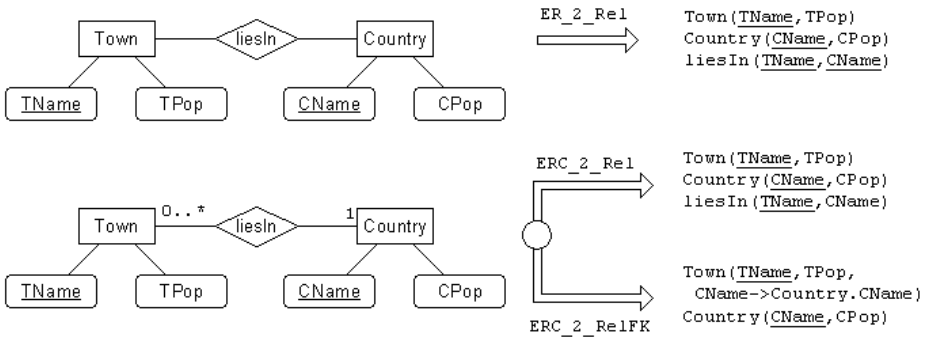 Town
liesIn
Country
TName
TPop
CName
CPop
ER_2_Rel
Town(TName,TPop)
Country(CName,CPop)
liesIn(TName,CName)
0..*
1
Town
liesIn
Country
TName
TPop
CName
CPop
ERC_2_Rel
Town(TName,TPop)
Country(CName,CPop)
liesIn(TName,CName)
ERC_2_RelFK
Town(TName,TPop,
CName->Country.CName)
Country(CName,CPop)